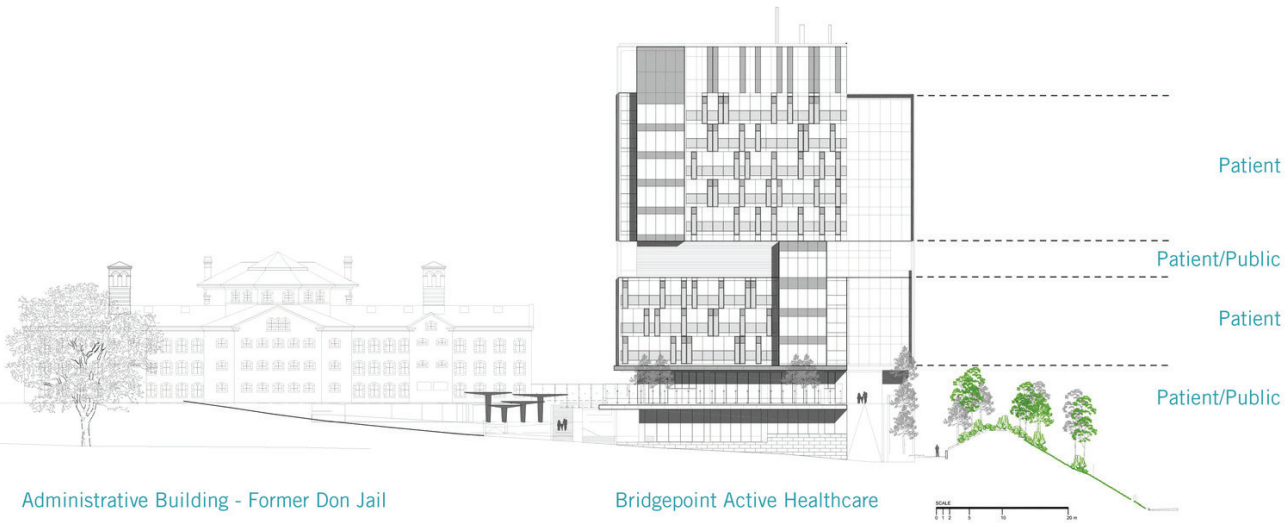 Patient
Patient/Public
Patient
Patient/Public
Administrative Building - Former Don Jail
Bridgepoint Active Healthcare
SCALE
0 1 2 5 10 20 m